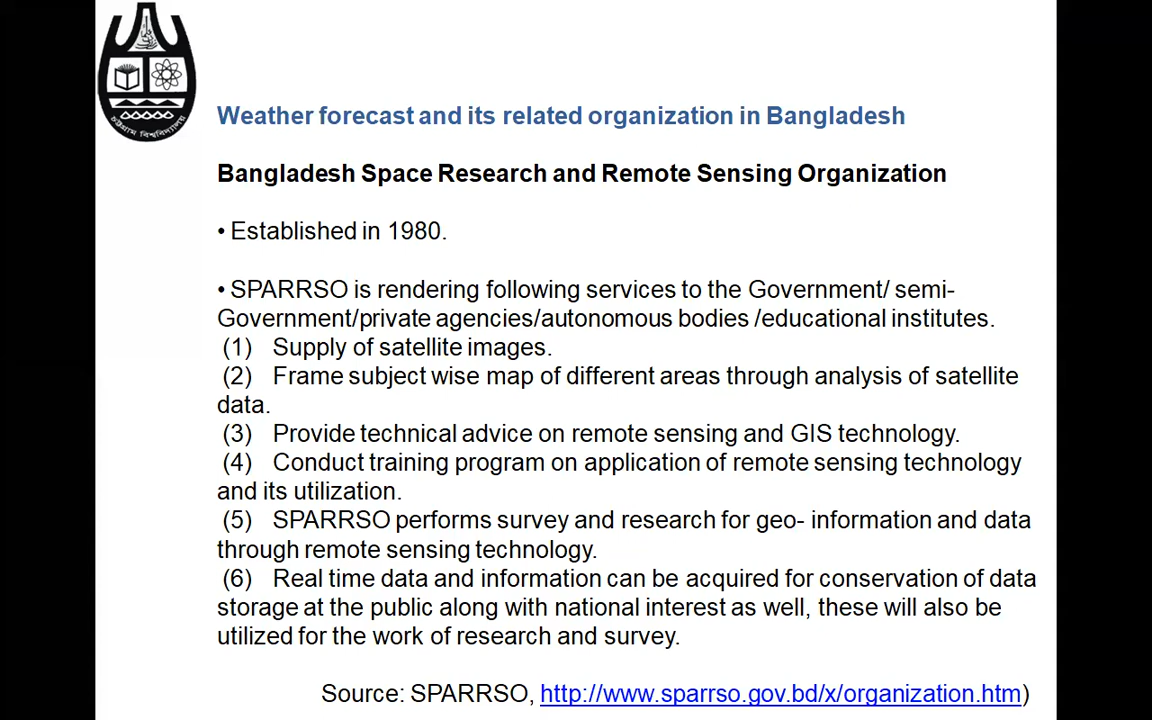 চট্টগ্রাম বিশ্ববিদ্যালয়
Weather forecast and its related organization in Bangladesh
Bangladesh Space Research and Remote Sensing Organization
• Established in 1980.
• SPARRSO is rendering following services to the Government/ semi-
Government/private agencies/autonomous bodies /educational institutes.
(1) Supply of satellite images.
(2) Frame subject wise map of different areas through analysis of satellite
data.
(3) Provide technical advice on remote sensing and GIS technology.
(4) Conduct training program on application of remote sensing technology
and its utilization.
(5) SPARRSO performs survey and research for geo- information and data
through remote sensing technology.
(6) Real time data and information can be acquired for conservation of data
storage at the public along with national interest as well, these will also be
utilized for the work of research and survey.
Source: SPARRSO, http://www.sparrso.gov.bd/x/organization.htm)